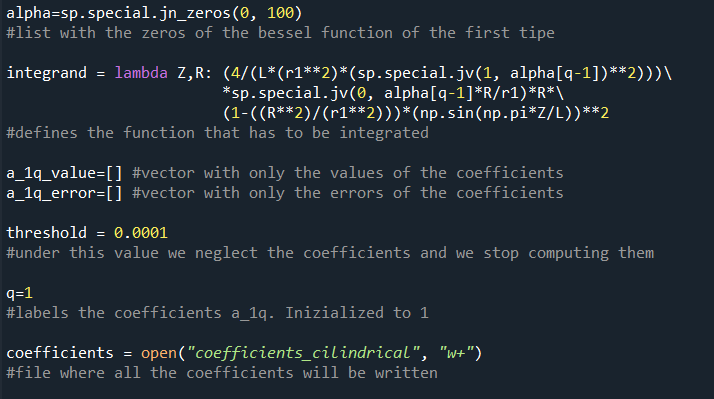 alpha=sp.special.jn_zeros(0, 100)
#list with the zeros of the bessel function of the first tipe
integrand = lambda Z,R: (4/(L*(r1**2)*(sp.special.jv(1, alpha[q-1])**2)))\
*sp.special.jv(0, alpha[q-1]*R/r1)*R*\
(1-((R**2)/(r1**2)))*(np.sin(np.pi*Z/L))**2
#defines the function that has to be integrated
a_1q_value=[] #vector with only the values of the coefficients
a_1q_error=[] #vector with only the errors of the coefficients
threshold = 0.0001
#under this value we neglect the coefficients and we stop computing them
q=1
#labels the coefficients a_1q. Inizialized to 1
coefficients = open("coefficients_cilindrical", "w+")
#file where all the coefficients will be written